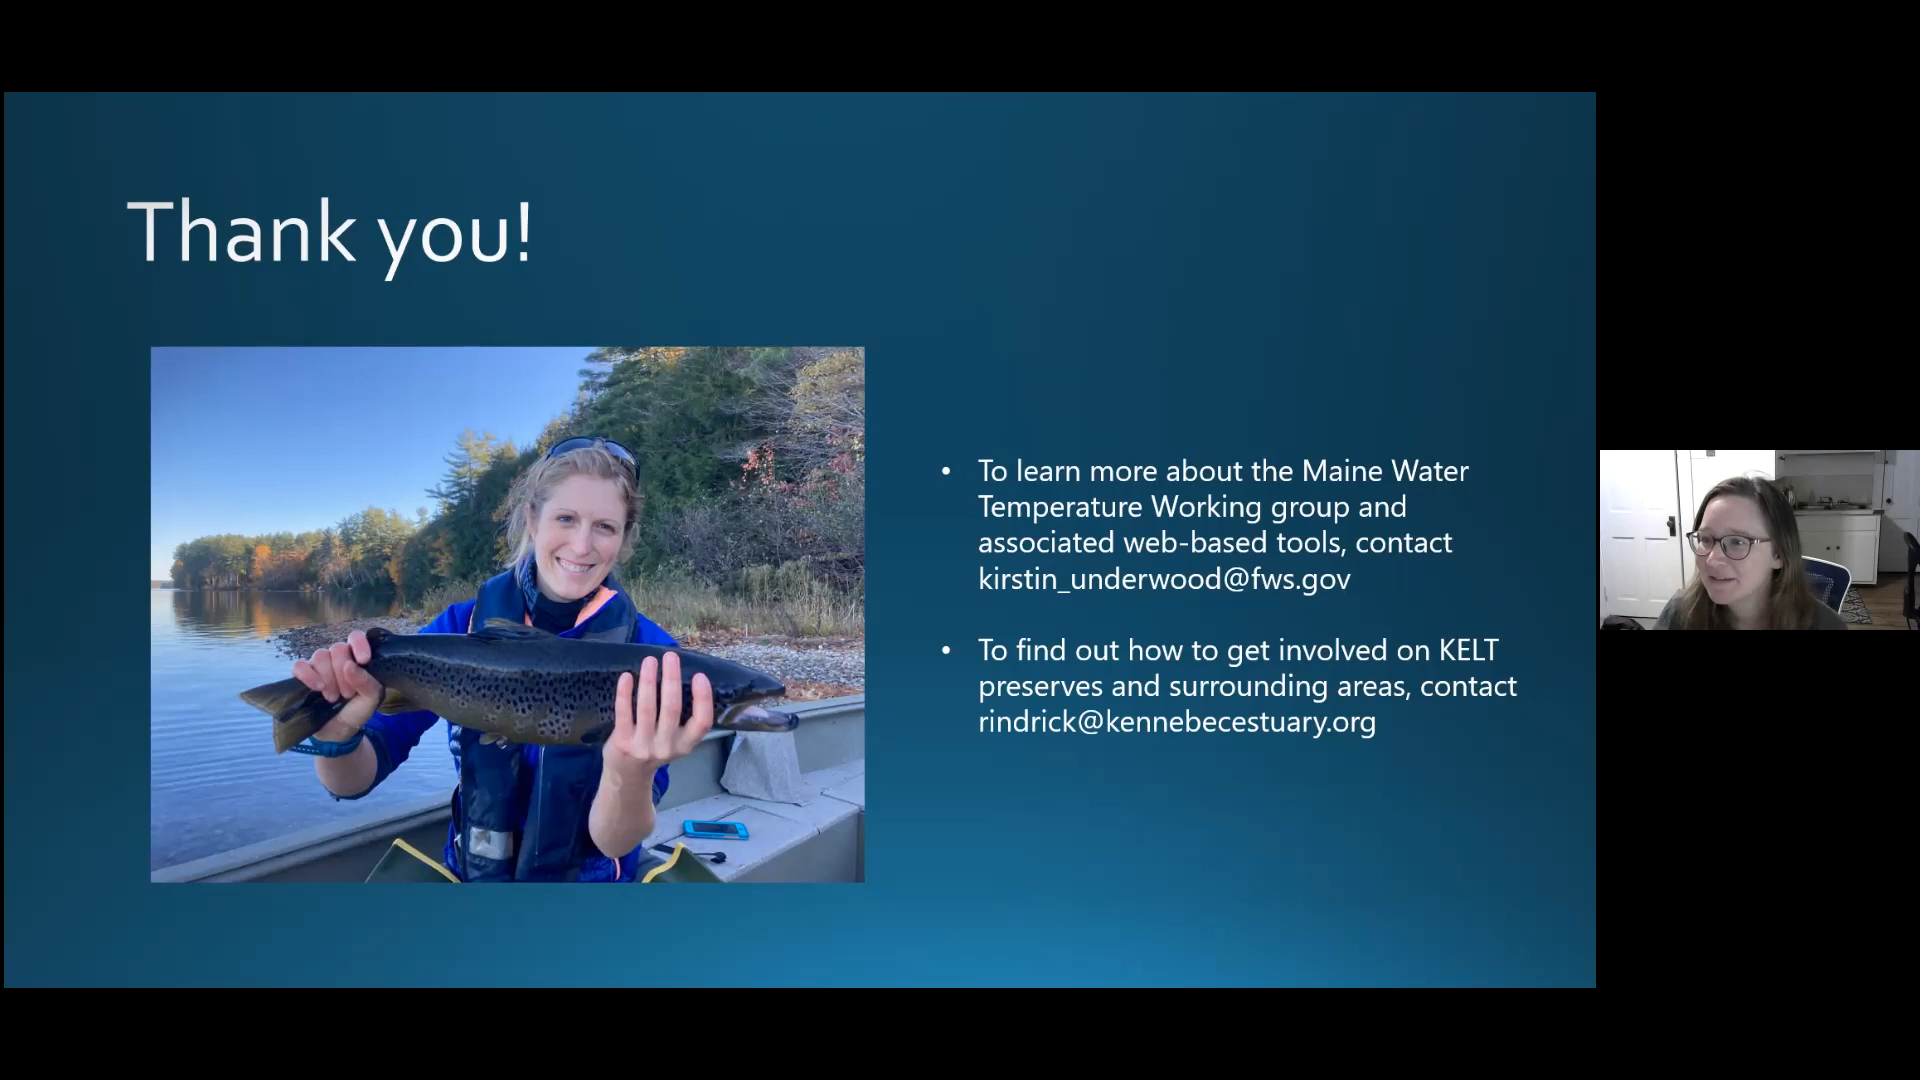 Thank you!
• To learn more about the Maine Water
Temperature Working group and
associated web-based tools, contact
kirstin_underwood@fws.gov
• To find out how to get involved on KELT
preserves and surrounding areas, contact
rindrick@kennebecestuary.org